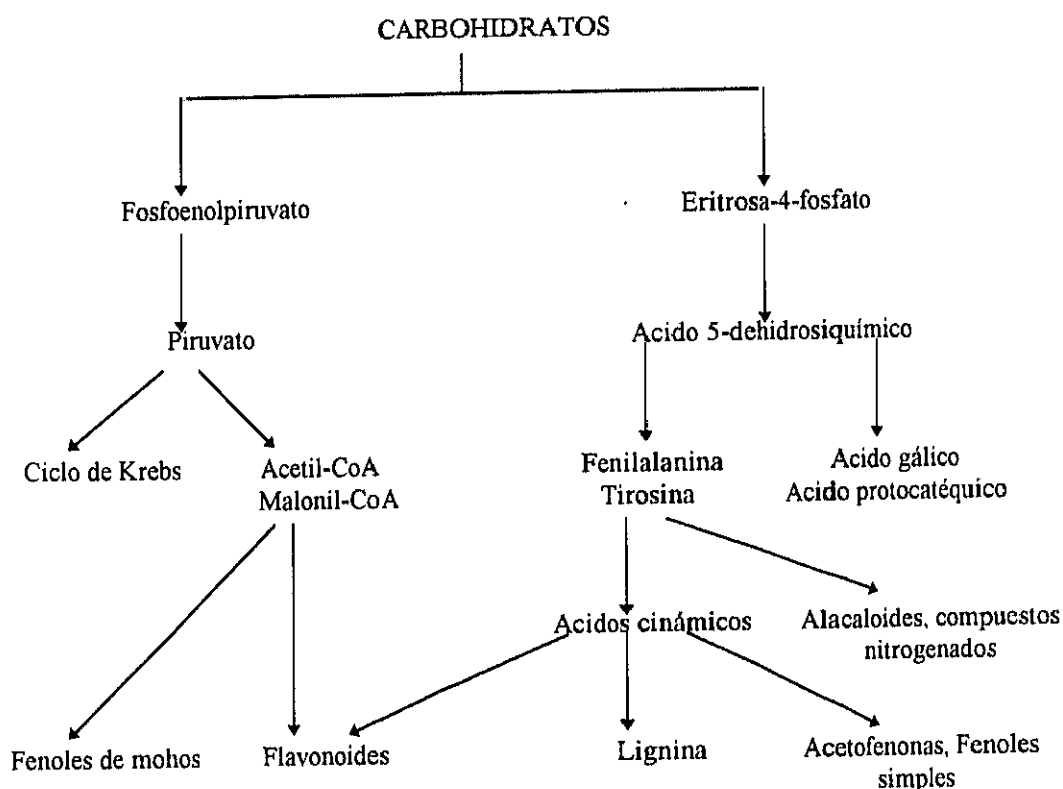 CARBOHIDRATOS
Fosfoenolpiruvato
Eritrosa-4-fosfato
Piruvato
Acido 5-dehidrosiquímico
Ciclo de Krebs
Acetil-CoA
Malonil-CoA
Fenilalanina
Tirosina
Acido gálico
Acido protocatéquico
Acidos cinámicos
Alacaloides, compuestos
nitrogenados
Fenoles de mohos
Flavonoides
Lignina
Acetofenonas, Fenoles
simples